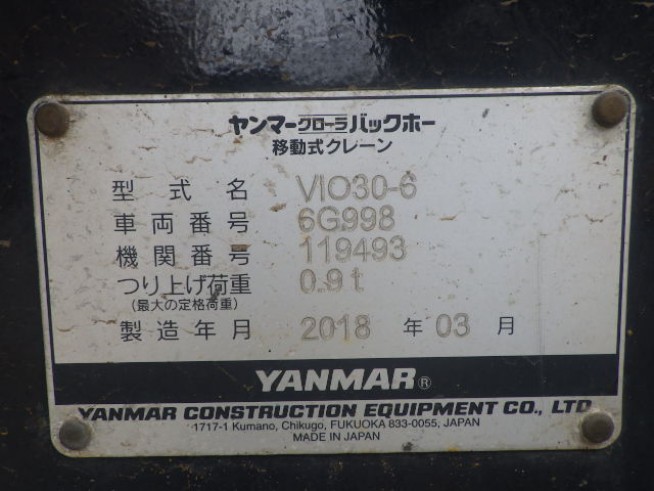 ヤンマークローラバックホー
移動式クレーン
型式名 VIO30-6
車両番号 6G998
機関番号 119493
つり上げ荷重 0.9t
(最大の定格荷重)
製造年月 2018 年 03 月
YANMAR®
YANMAR CONSTRUCTION EQUIPMENT CO., LTD
1717-1 Kumano, Chikugo, FUKUOKA 833-0055, JAPAN
MADE IN JAPAN